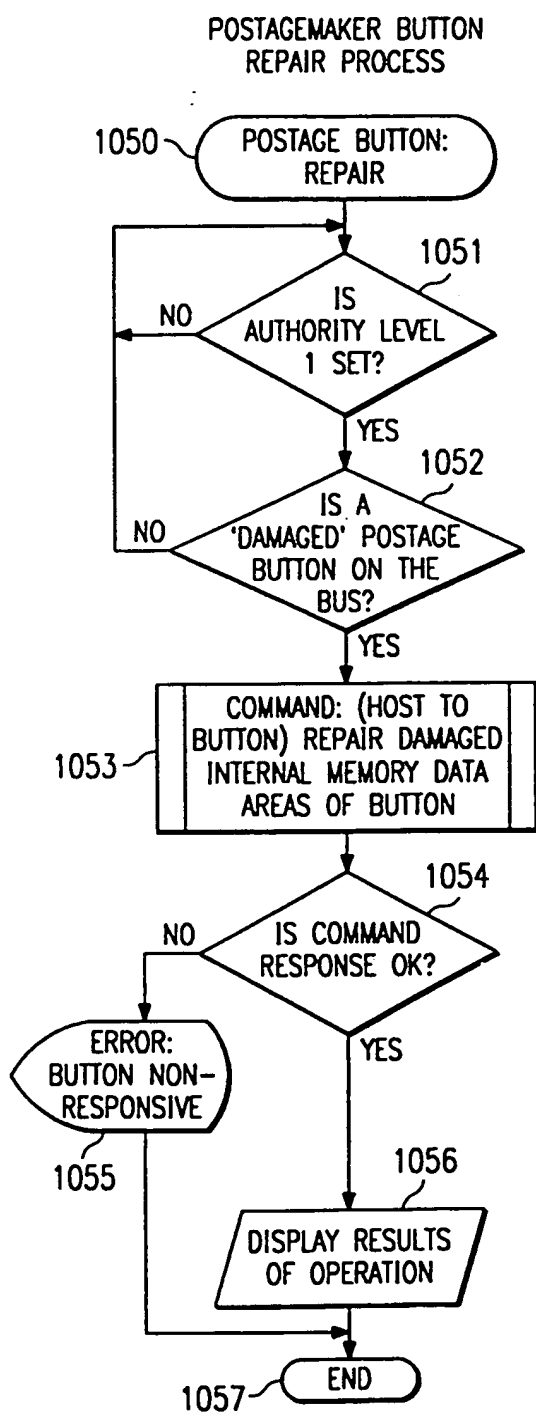 POSTAGEMAKER BUTTON
REPAIR PROCESS
1050
POSTAGE BUTTON:
REPAIR
1051
IS
AUTHORITY LEVEL
1 SET?
NO
YES
1052
IS A
'DAMAGED' POSTAGE
BUTTON ON THE
BUS?
NO
YES
1053
COMMAND: (HOST TO
BUTTON) REPAIR DAMAGED
INTERNAL MEMORY DATA
AREAS OF BUTTON
1054
IS COMMAND
RESPONSE OK?
NO
YES
ERROR:
BUTTON NON-
RESPONSIVE
1055
1056
DISPLAY RESULTS
OF OPERATION
END
1057